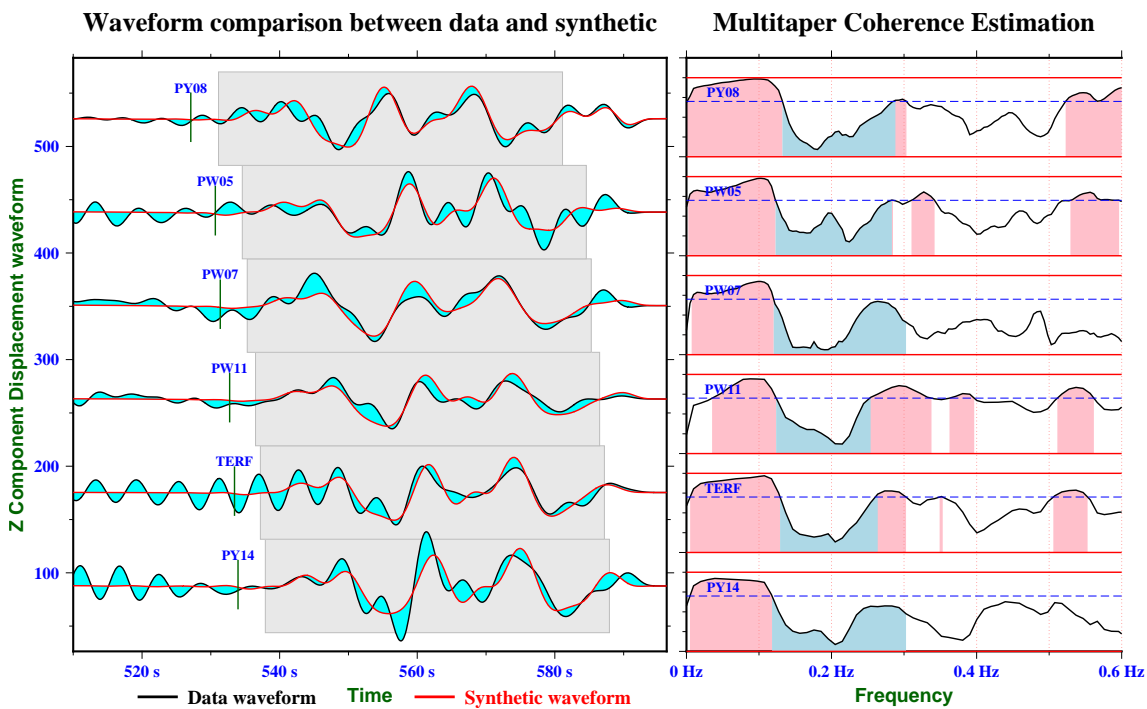 Waveform comparison between data and synthetic
Multitaper Coherence Estimation
Z Component Displacement waveform
500
400
300
200
100
PY08
PW05
PW07
PW11
TERF
PY14
520 s
540 s
560 s
580 s
Time
Data waveform
Synthetic waveform
PY08
PW05
PW07
PW11
TERF
PY14
0 Hz
0.2 Hz
0.4 Hz
0.6 Hz
Frequency